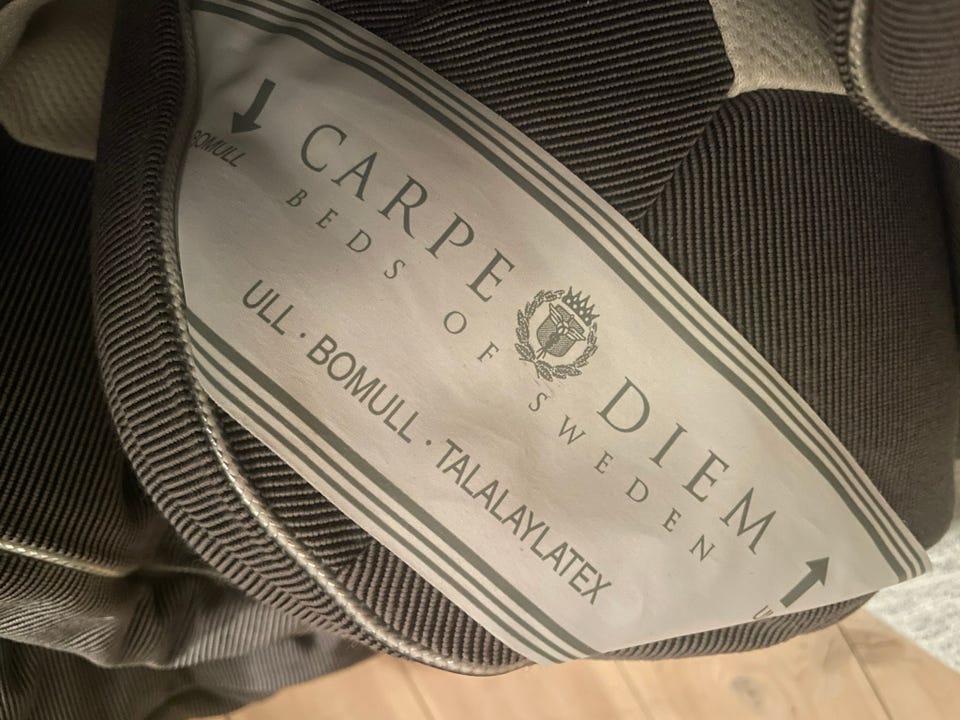 BOMULL
CARPE DIEM
BEDS OF SWEDEN
ULL · BOMULL · TALALAYLATEX